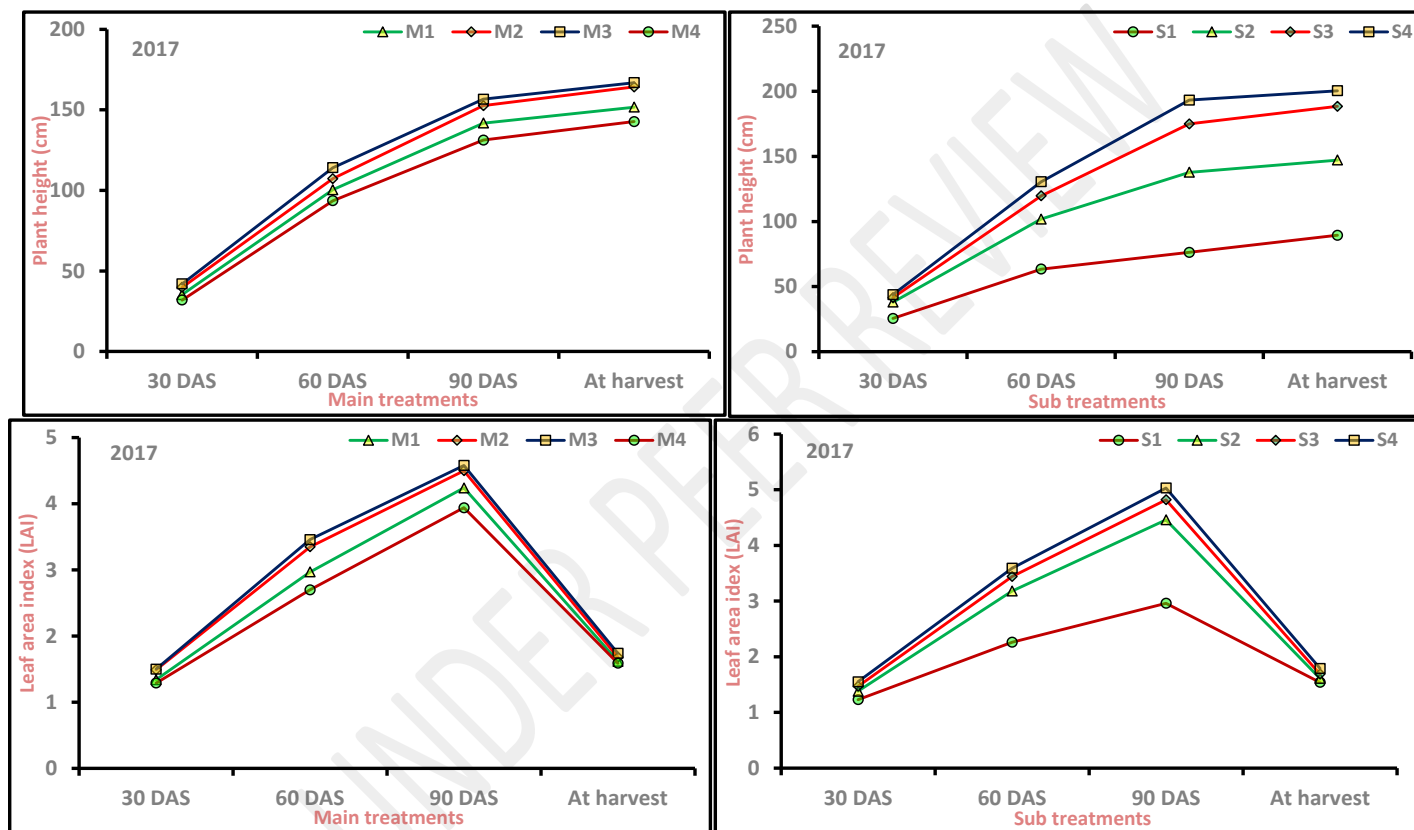 2017
M1 M2 M3 M4
Plant height (cm)
200
150
100
50
0
30 DAS 60 DAS 90 DAS At harvest
Main treatments
2017
S1 S2 S3 S4
Plant height (cm)
250
200
150
100
50
0
30 DAS 60 DAS 90 DAS At harvest
Sub treatments
2017
M1 M2 M3 M4
Leaf area index (LAI)
5
4
3
2
1
0
30 DAS 60 DAS 90 DAS At harvest
Main treatments
2017
S1 S2 S3 S4
Leaf area idex (LAI)
6
5
4
3
2
1
0
30 DAS 60 DAS 90 DAS At harvest
Sub treatments
UNDER PEER REVIEW